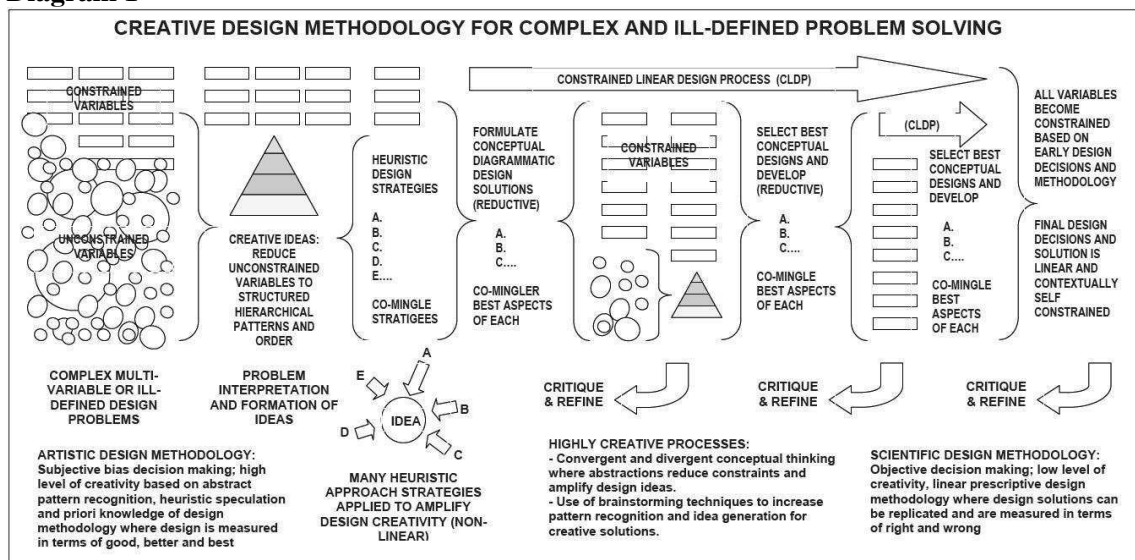 Diagram 1
CREATIVE DESIGN METHODOLOGY FOR COMPLEX AND ILL-DEFINED PROBLEM SOLVING
CONSTRAINED
VARIABLES
UNCONSTRAINED
VARIABLES
COMPLEX MULTI-
VARIABLE OR ILL-
DEFINED DESIGN
PROBLEMS
CREATIVE IDEAS:
REDUCE
UNCONSTRAINED
VARIABLES TO
STRUCTURED
HIERARCHICAL
PATTERNS AND
ORDER
PROBLEM
INTERPRETATION
AND FORMATION OF
IDEAS
HEURISTIC
DESIGN
STRATEGIES
A.
B.
C.
D.
E....
CO-MINGLE
STRATIGEES
CONSTRAINED LINEAR DESIGN PROCESS (CLDP)
FORMULATE
CONCEPTUAL
DIAGRAMMATIC
DESIGN
SOLUTIONS
(REDUCTIVE)
A.
B.
C....
CO-MINGLER
BEST ASPECTS
OF EACH
CONSTRAINED
VARIABLES
SELECT BEST
CONCEPTUAL
DESIGNS AND
DEVELOP
(REDUCTIVE)
A.
B.
C....
CO-MINGLE
BEST ASPECTS
OF EACH
(CLDP)
SELECT BEST
CONCEPTUAL
DESIGNS AND
DEVELOP
A.
B.
C....
CO-MINGLE
BEST
ASPECTS
OF EACH
ALL VARIABLES
BECOME
CONSTRAINED
BASED ON
EARLY DESIGN
DECISIONS AND
METHODOLOGY
FINAL DESIGN
DECISIONS AND
SOLUTION IS
LINEAR AND
CONTEXTUALLY
SELF
CONSTRAINED
A
E
B
IDEA
D
C
CRITIQUE
& REFINE
CRITIQUE
& REFINE
CRITIQUE
& REFINE
ARTISTIC DESIGN METHODOLOGY:
Subjective bias decision making; high
level of creativity based on abstract
pattern recognition, heuristic speculation
and priori knowledge of design
methodology where design is measured
in terms of good, better and best
MANY HEURISTIC
APPROACH STRATEGIES
APPLIED TO AMPLIFY
DESIGN CREATIVITY (NON-
LINEAR)
HIGHLY CREATIVE PROCESSES:
- Convergent and divergent conceptual thinking
where abstractions reduce constraints and
amplify design ideas.
- Use of brainstorming techniques to increase
pattern recognition and idea generation for
creative solutions.
SCIENTIFIC DESIGN METHODOLOGY:
Objective decision making; low level of
creativity, linear prescriptive design
methodology where design solutions can
be replicated and are measured in terms
of right and wrong